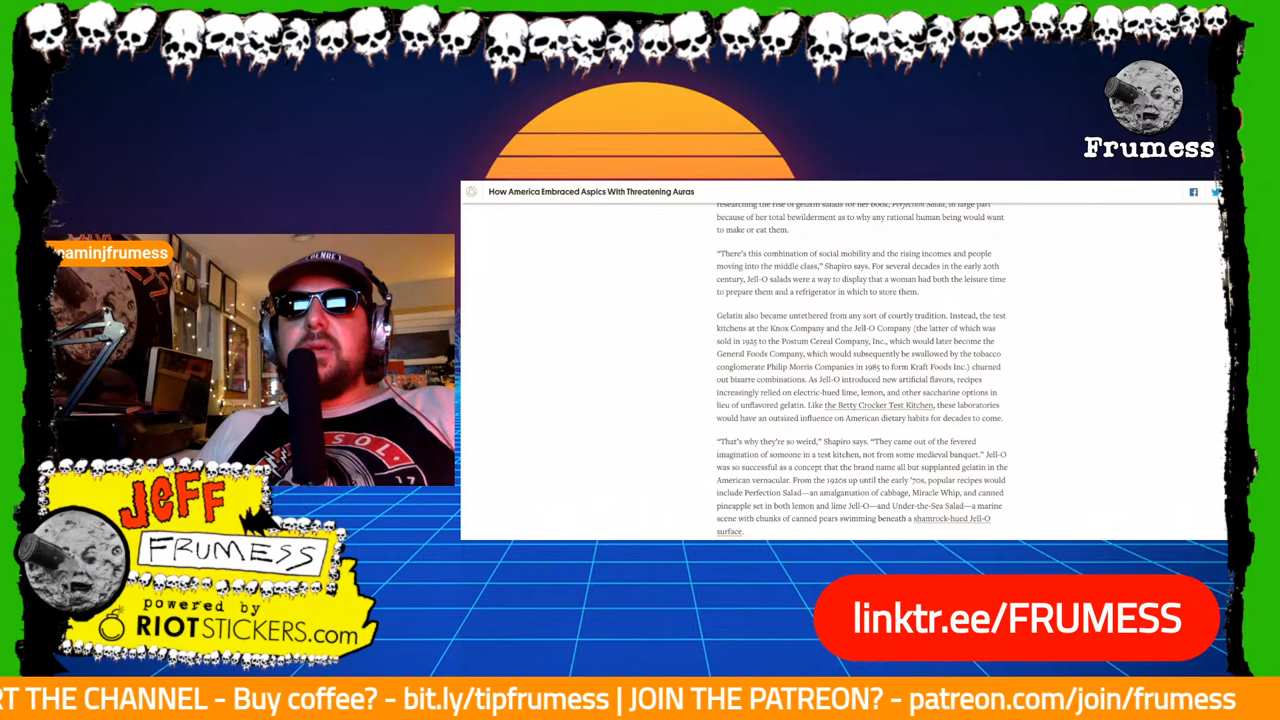 Frumess
How America Embraced Aspics With Threatening Auras
researching the rise of gelatin salads for her book, Perfection Salad, in large part
because of her total bewilderment as to why any rational human being would want
to make or eat them.
“There’s this combination of social mobility and the rising incomes and people
moving into the middle class,” Shapiro says. For several decades in the early 20th
century, Jell-O salads were a way to display that a woman had both the leisure time
to prepare them and a refrigerator in which to store them.
Gelatin also became untethered from any sort of courtly tradition. Instead, the test
kitchens at the Knox Company and the Jell-O Company (the latter of which was
sold in 1925 to the Postum Cereal Company, Inc., which would later become the
General Foods Company, which would subsequently be swallowed by the tobacco
conglomerate Philip Morris Companies in 1985 to form Kraft Foods Inc.) churned
out bizarre combinations. As Jell-O introduced new artificial flavors, recipes
increasingly relied on electric-hued lime, lemon, and other saccharine options in
lieu of unflavored gelatin. Like the Betty Crocker Test Kitchen, these laboratories
would have an outsized influence on American dietary habits for decades to come.
“That’s why they’re so weird,” Shapiro says. “They came out of the fevered
imagination of someone in a test kitchen, not from some medieval banquet.” Jell-O
was so successful as a concept that the brand name all but supplanted gelatin in the
American vernacular. From the 1920s up until the early ’70s, popular recipes would
include Perfection Salad—an amalgamation of cabbage, Miracle Whip, and canned
pineapple set in both lemon and lime Jell-O—and Under-the-Sea Salad—a marine
scene with chunks of canned pears swimming beneath a shamrock-hued Jell-O
surface.
eaminjfrumess
SOL
17
JEFF
FRUMESS
powered by
RIOTSTICKERS.com
linktr.ee/FRUMESS
RT THE CHANNEL - Buy coffee? - bit.ly/tipfrumess | JOIN THE PATREON? - patreon.com/join/frumess